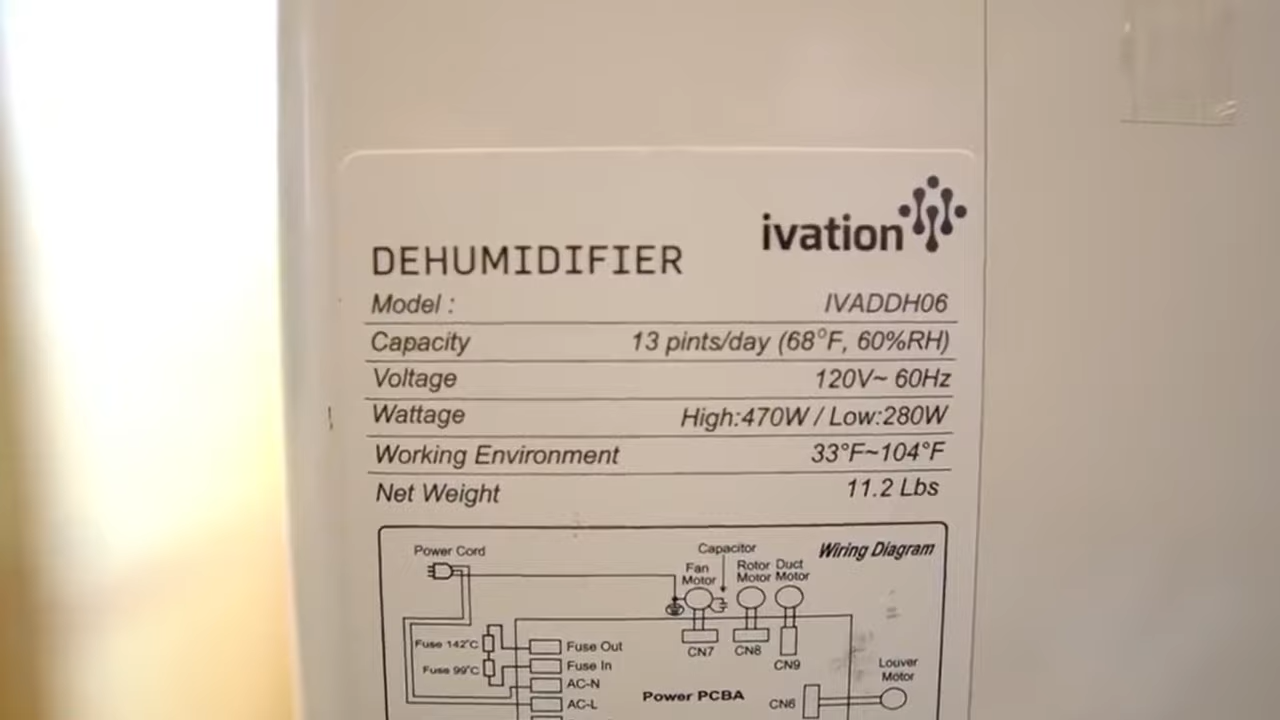 ivation
DEHUMIDIFIER
Model : IVADDH06
Capacity 13 pints/day (68°F, 60%RH)
Voltage 120V~ 60Hz
Wattage High:470W / Low:280W
Working Environment 33°F~104°F
Net Weight 11.2 Lbs
Wiring Diagram
Power Cord
Capacitor
Fan Motor
Rotor Motor
Duct Motor
Fuse 142°C
Fuse 99°C
Fuse Out
Fuse In
AC-N
AC-L
CN7
CN8
CN9
Power PCBA
CN6
Louver Motor